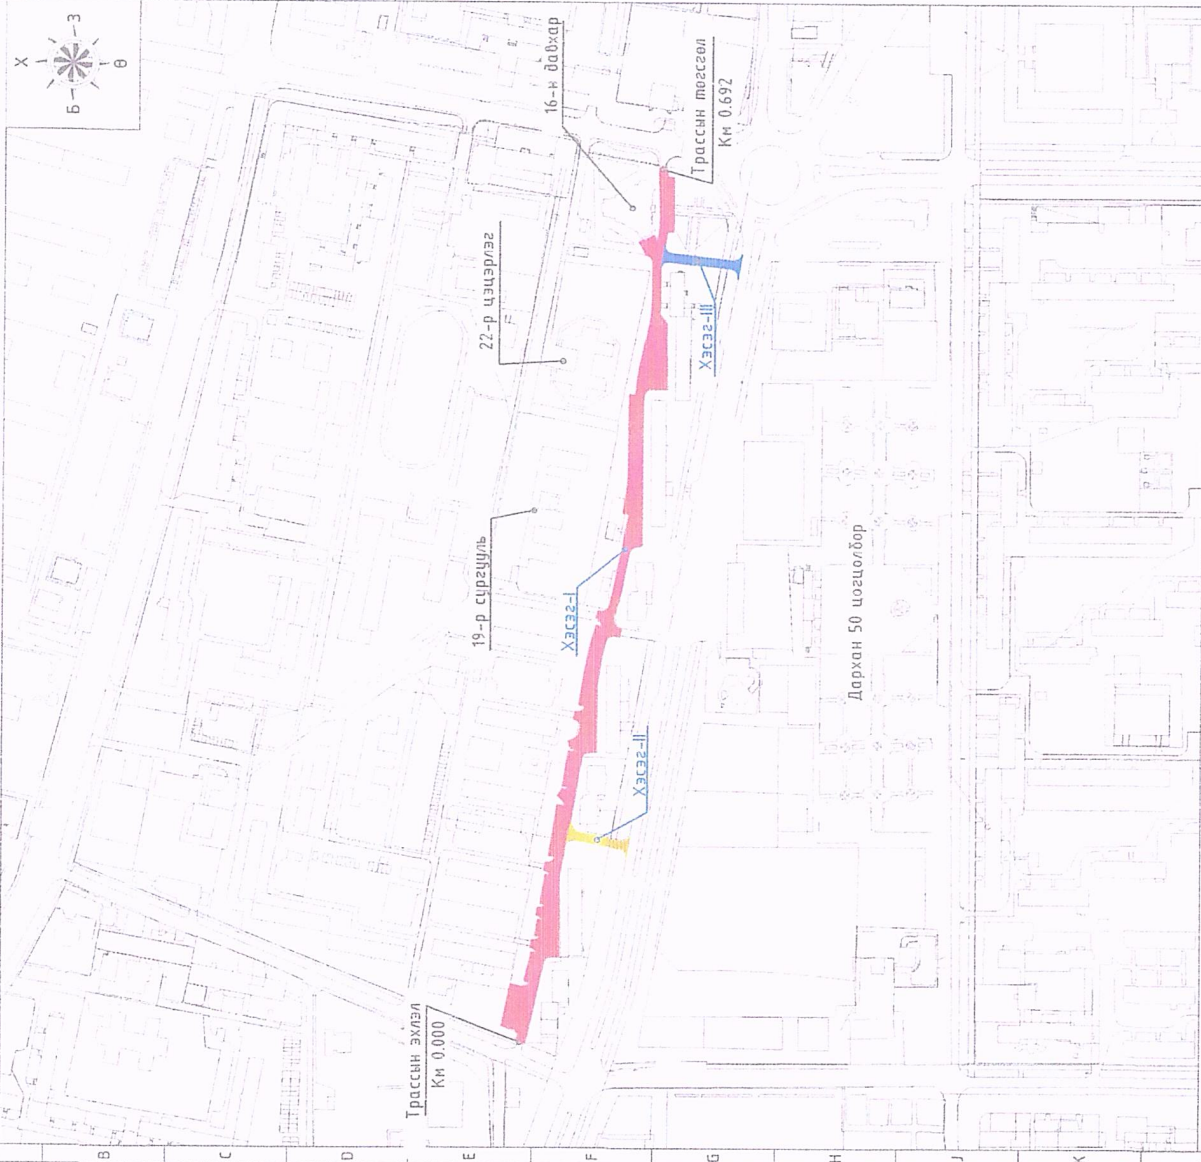 Х
Б
З
Ө
16-н давхар
Трассын төгсгөл
Км 0.692
22-р цэцэрлэг
Хэсэг-III
19-р сургууль
Хэсэг-I
Дархан 50 цогцолбор
Хэсэг-II
Трассын эхлэл
Км 0.000
B
C
D
E
F
G
H
J
K